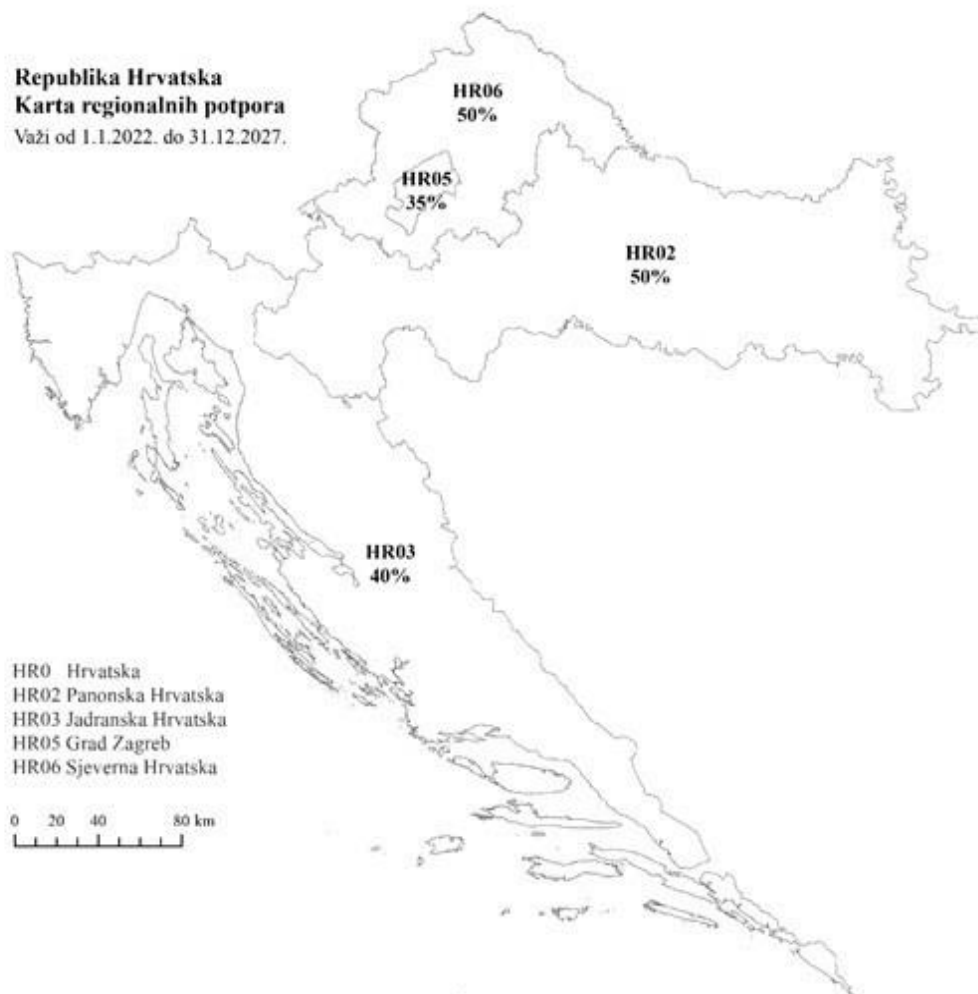 Republika Hrvatska
Karta regionalnih potpora
Važi od 1.1.2022. do 31.12.2027.
HR06
50%
HR05
35%
HR02
50%
HR03
40%
HR0 Hrvatska
HR02 Panonska Hrvatska
HR03 Jadranska Hrvatska
HR05 Grad Zagreb
HR06 Sjeverna Hrvatska
0 20 40 80 km